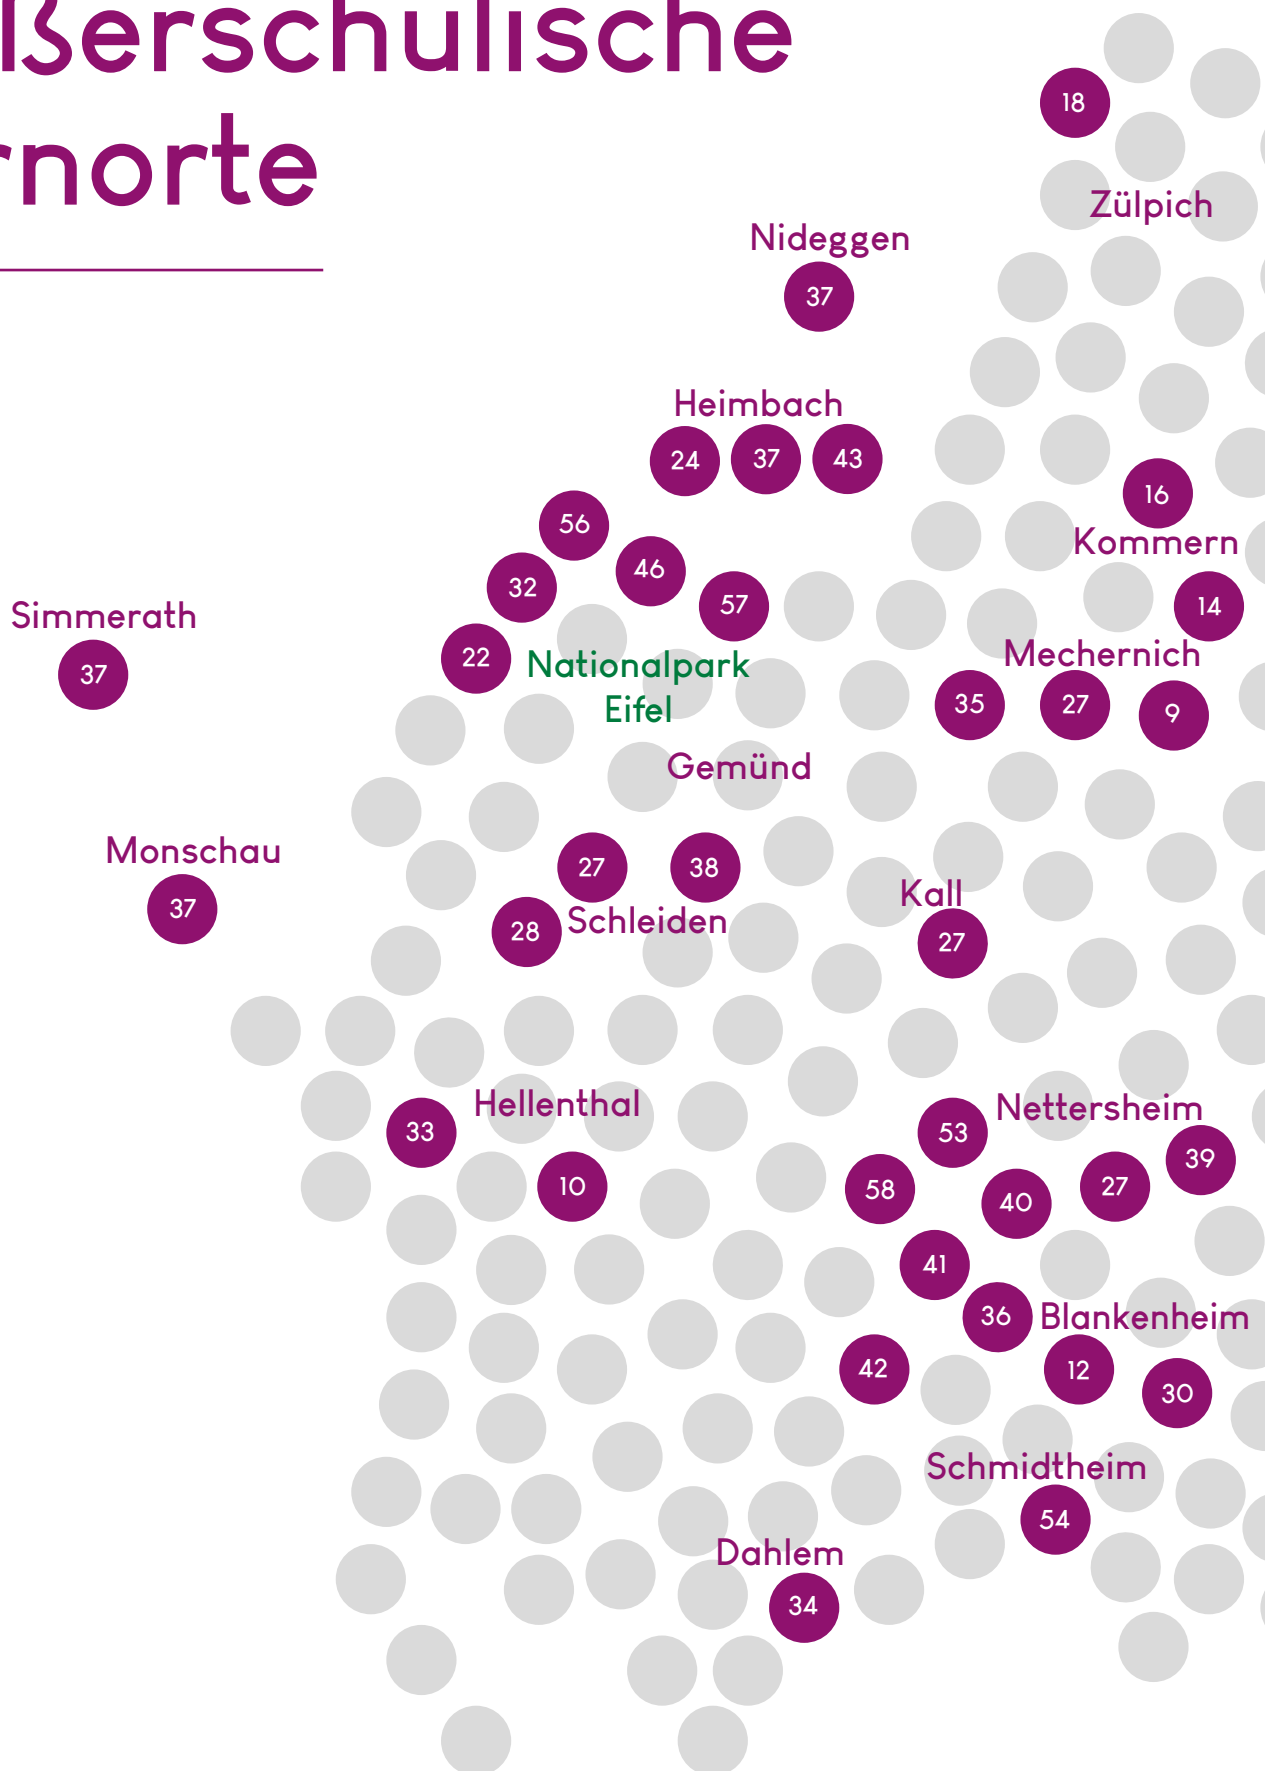 ßerschulische
rnorte
18
Zülpich
Nideggen
37
Heimbach
24 37 43
16
56
Kommern
46
32
57
14
Simmerath
37
22
Nationalpark
Eifel
Mechernich
35 27 9
Gemünd
Monschau
37
27 38
28 Schleiden
Kall
27
Hellenthal
33
10
Nettersheim
53
39
58 40 27
41
36 Blankenheim
42 12 30
Schmidtheim
54
Dahlem
34